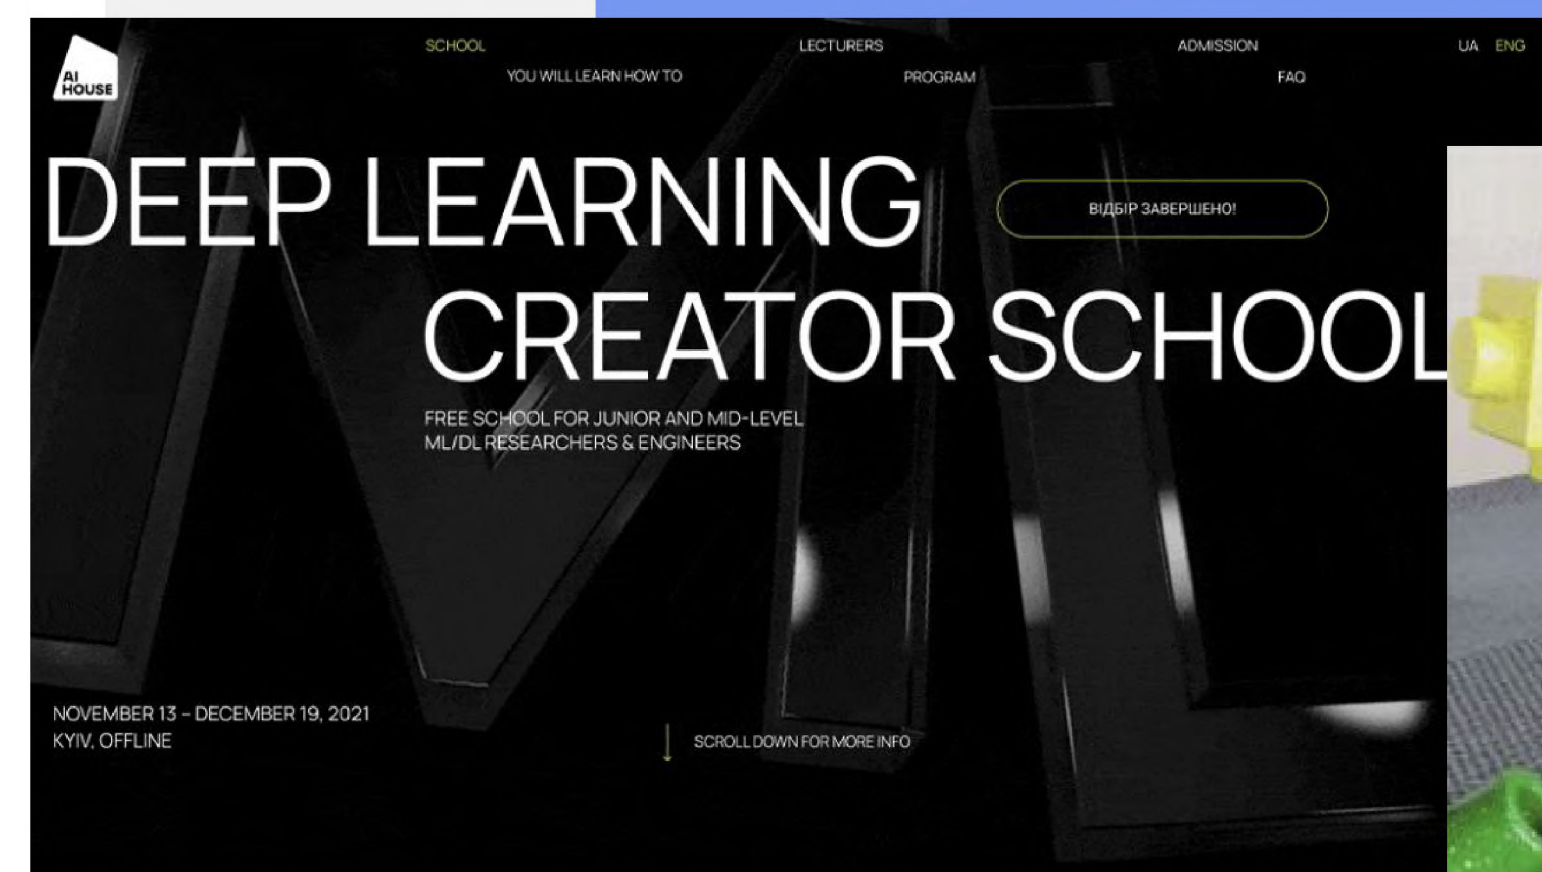 AI
HOUSE
SCHOOL
LECTURERS
ADMISSION
UA ENG
YOU WILL LEARN HOW TO
PROGRAM
FAQ
DEEP LEARNING
ВІДБІР ЗАВЕРШЕНО!
CREATOR SCHOOL
FREE SCHOOL FOR JUNIOR AND MID-LEVEL
ML/DL RESEARCHERS & ENGINEERS
NOVEMBER 13 – DECEMBER 19, 2021
KYIV, OFFLINE
SCROLL DOWN FOR MORE INFO
ML